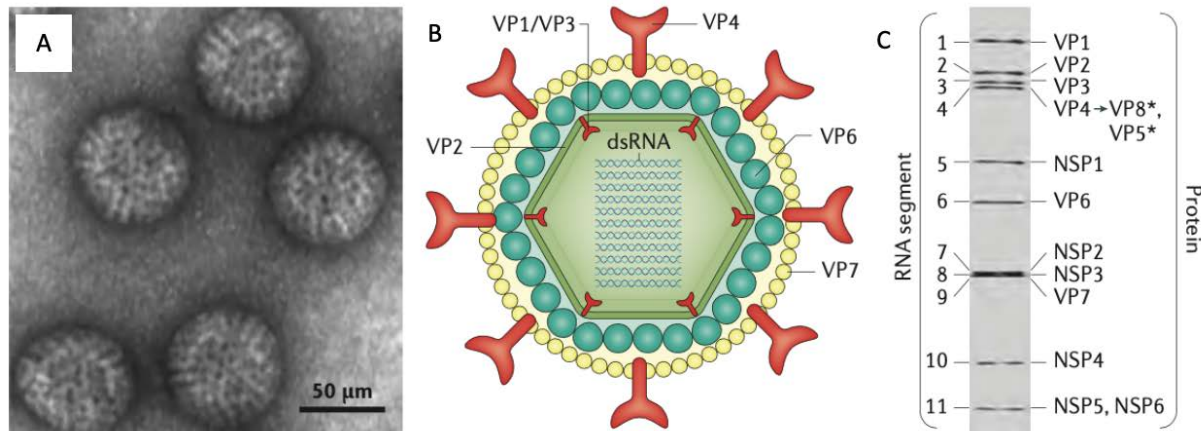 A
50 μm
B
VP1/VP3
VP4
VP2
dsRNA
VP6
VP7
C
RNA segment
Protein
1 VP1
2 VP2
3 VP3
4 VP4→VP8*,
VP5*
5 NSP1
6 VP6
7 NSP2
8 NSP3
9 VP7
10 NSP4
11 NSP5, NSP6